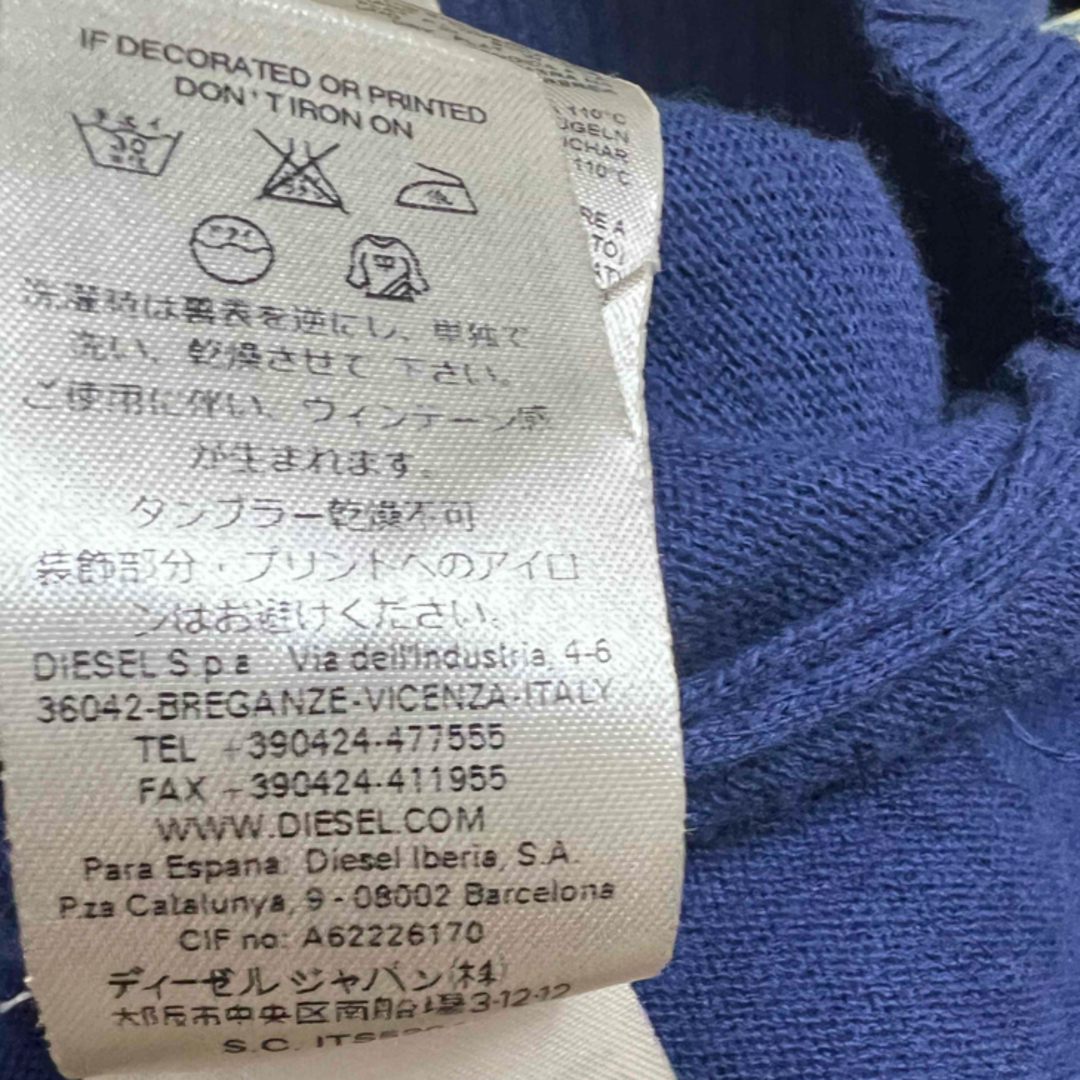 IF DECORATED OR PRINTED
DON'T IRON ON
30
洗濯時は裏表を逆にし、単独で
洗い、乾燥させて下さい。
ご使用に伴い、ヴィンテージ感
が生まれます。
タンブラー乾燥不可
装飾部分・プリントへのアイロ
ンはお避けください。
DIESEL S.p.a Via dell'Industria, 4-6
36042-BREGANZE-VICENZA-ITALY
TEL +390424-477555
FAX +390424-411955
WWW.DIESEL.COM
Para Espana: Diesel Iberia, S.A.
P.za Catalunya, 9 - 08002 Barcelona
CIF no: A62226170
ディーゼル ジャパン(株)
大阪市中央区南船場3-12-12
S.C.
110°C
110°C